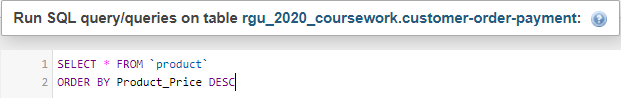 Run SQL query/queries on table rgu_2020_coursework.customer-order-payment:
1 SELECT * FROM `product`
2 ORDER BY Product_Price DESC